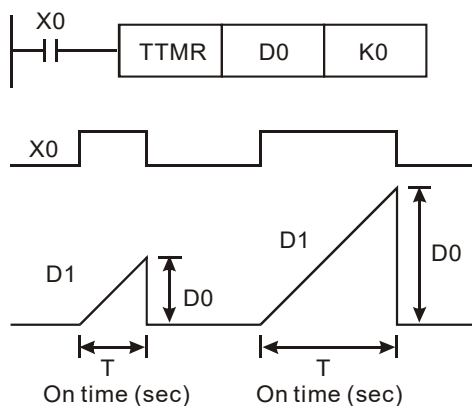 X0
TTMR D0 K0
X0
D1 D0 D1 D0
T T
On time (sec) On time (sec)